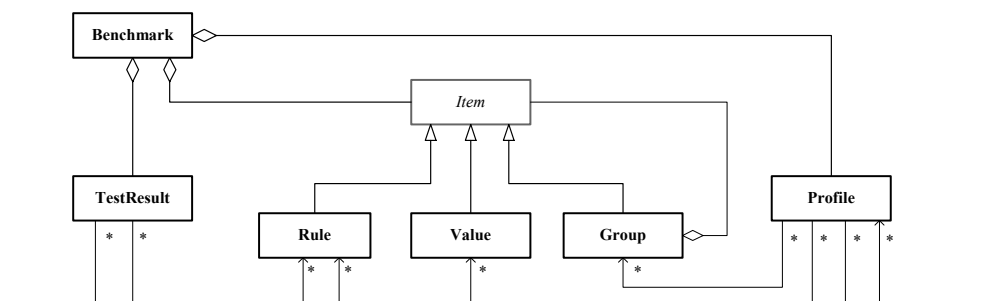 Benchmark
Item
TestResult
Profile
Rule
Value
Group
* *
* * * *
* * * *